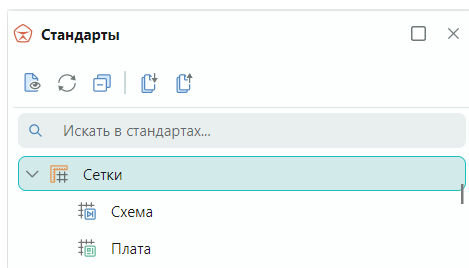 Стандарты
Искать в стандартах...
Сетки
Схема
Плата